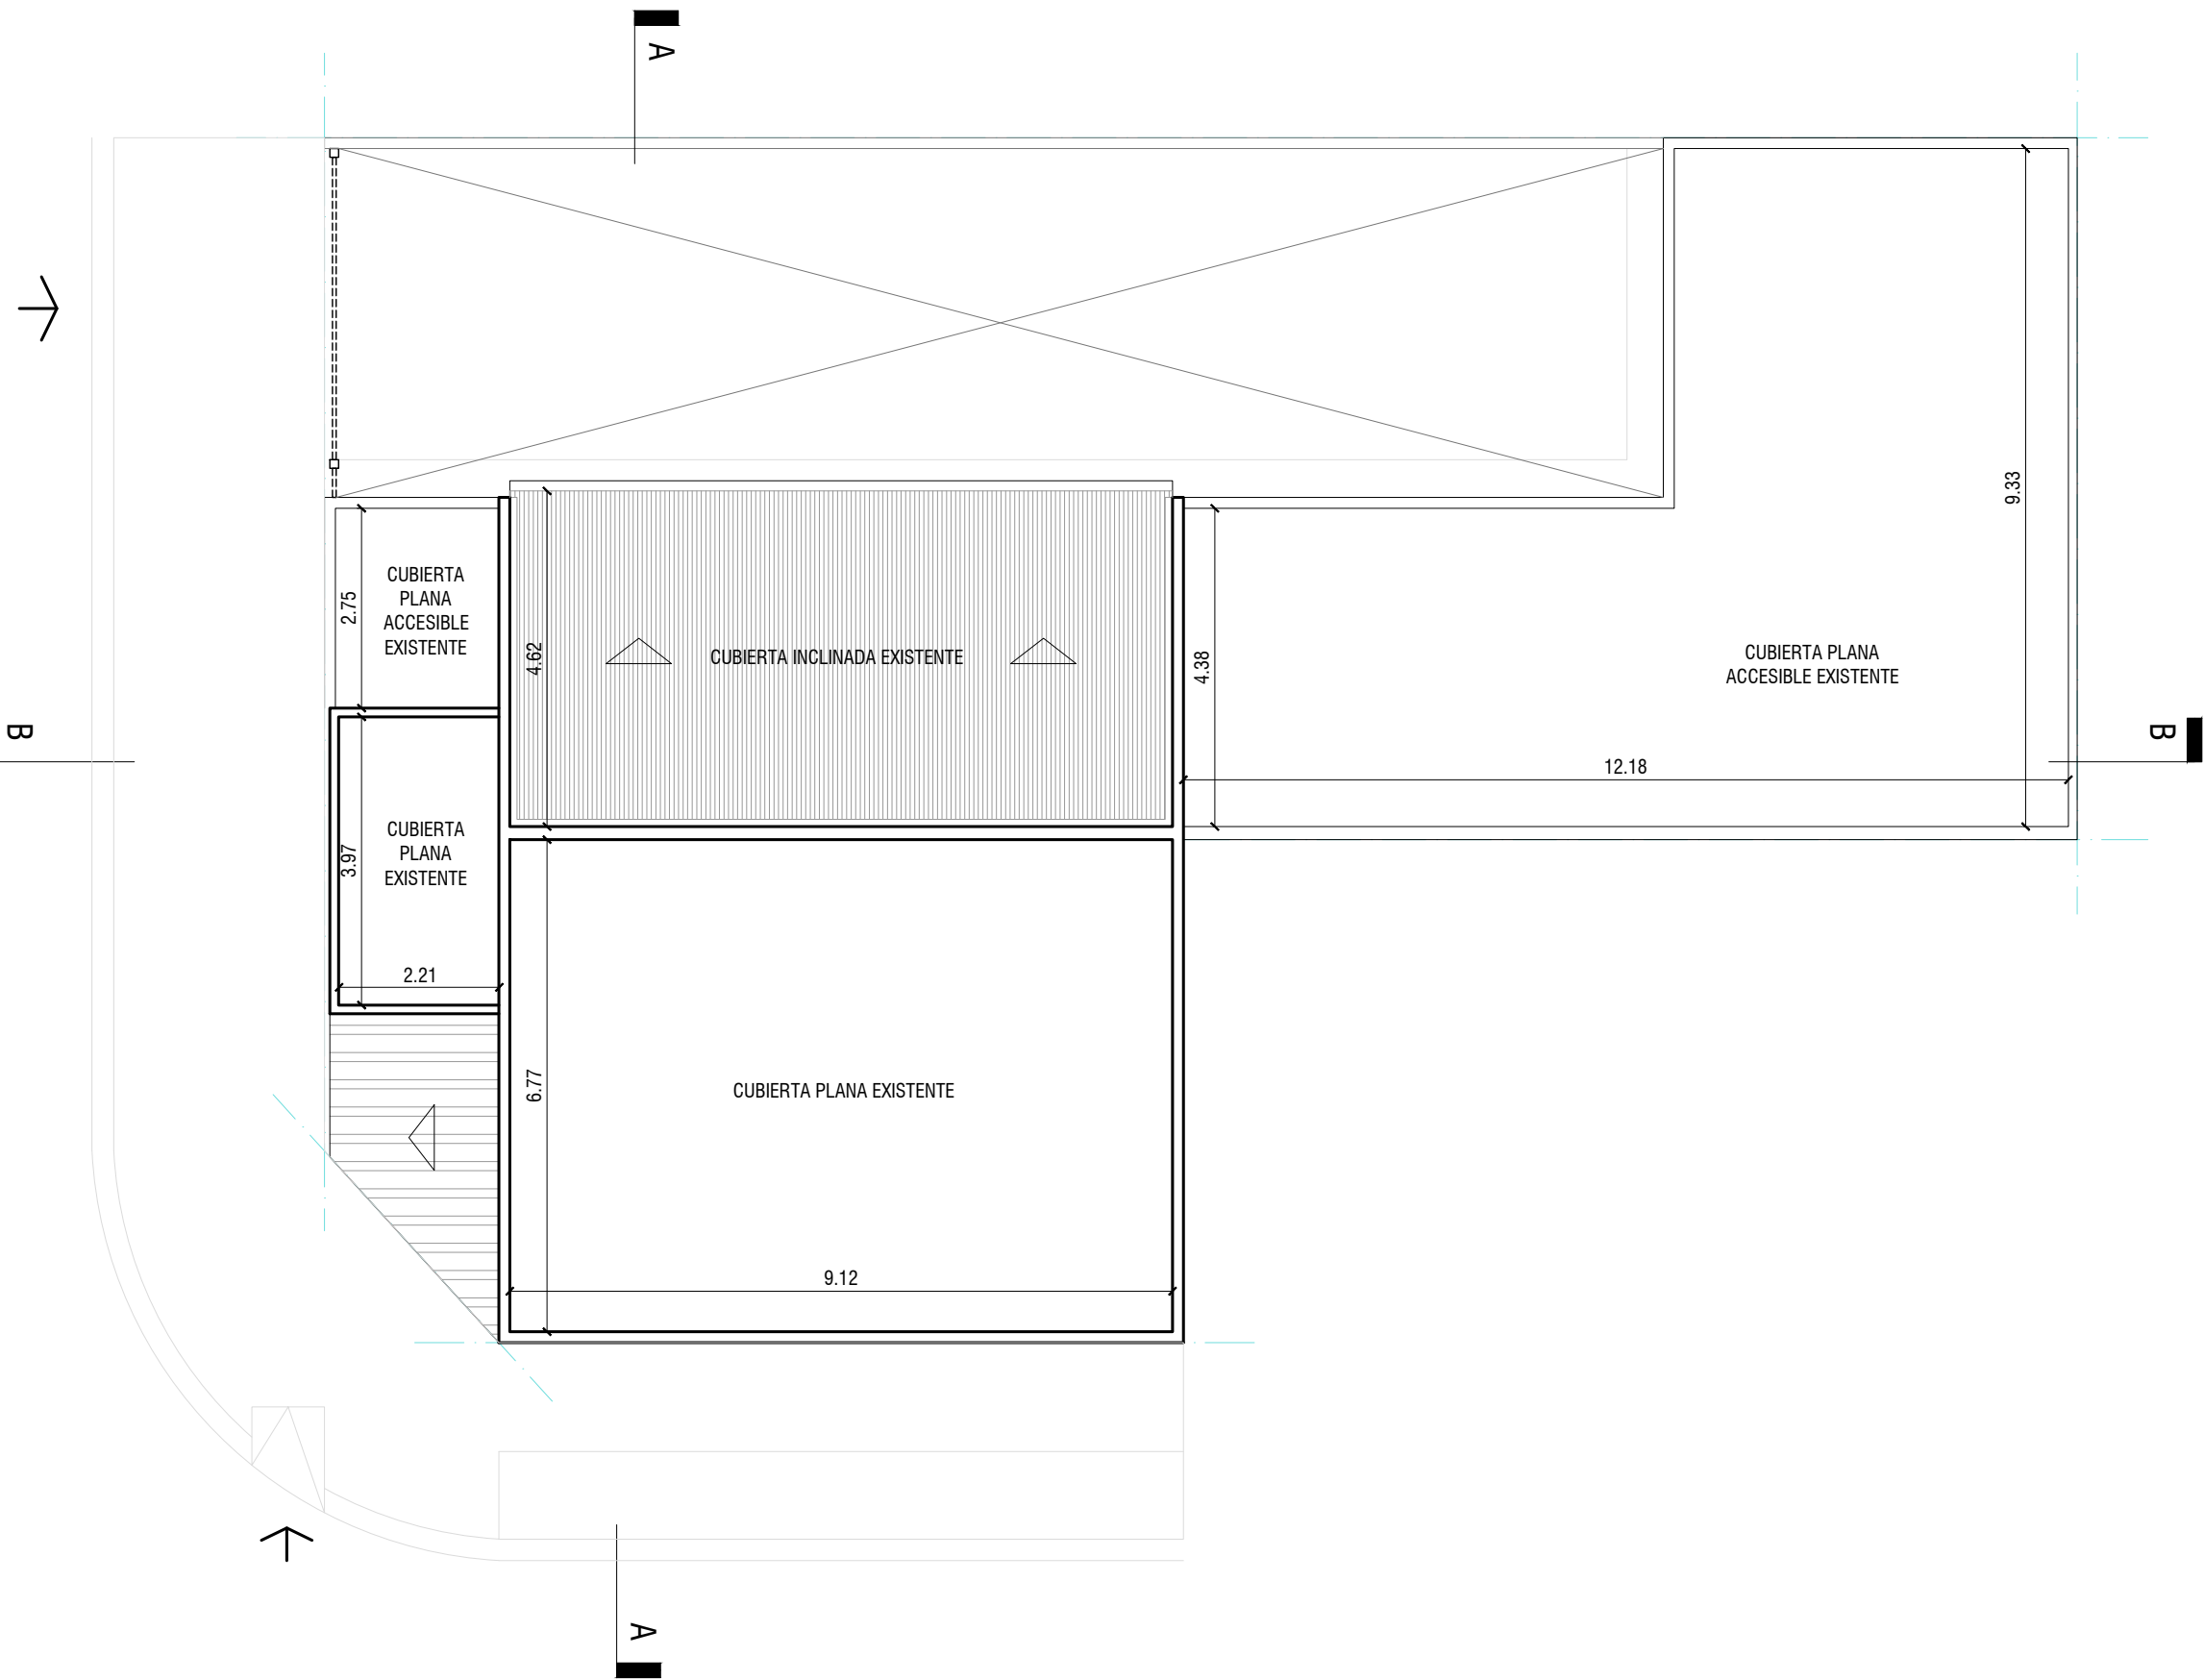 A
CUBIERTA
PLANA
ACCESIBLE
EXISTENTE
2.75
4.62
CUBIERTA INCLINADA EXISTENTE
4.38
CUBIERTA PLANA
ACCESIBLE EXISTENTE
9.33
B
B
12.18
CUBIERTA
PLANA
EXISTENTE
3.97
2.21
6.77
CUBIERTA PLANA EXISTENTE
9.12
A